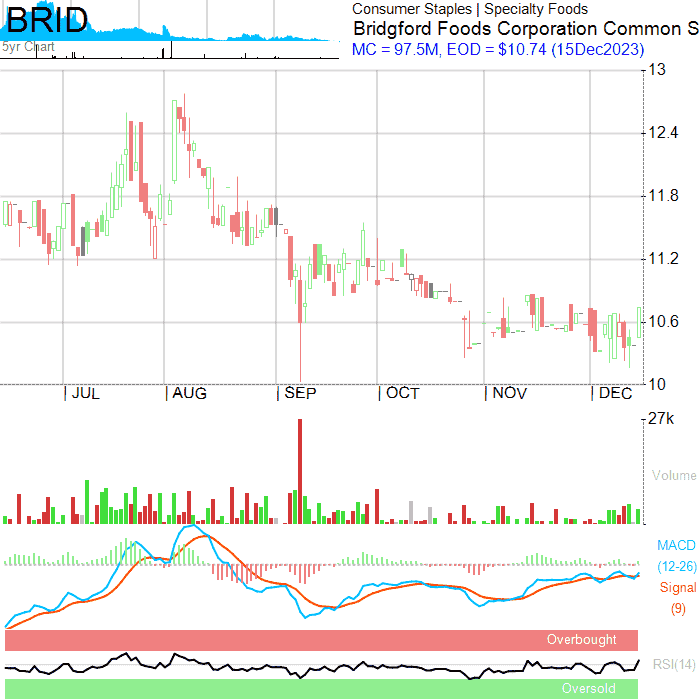 BRID
Consumer Staples | Specialty Foods
Bridgford Foods Corporation Common S
MC = 97.5M, EOD = $10.74 (15Dec2023)
5yr Chart
13
12.4
11.8
11.2
10.6
10
| JUL | AUG | SEP | OCT | NOV | DEC
27k
Volume
MACD
(12-26)
Signal
(9)
Overbought
RSI(14)
Oversold